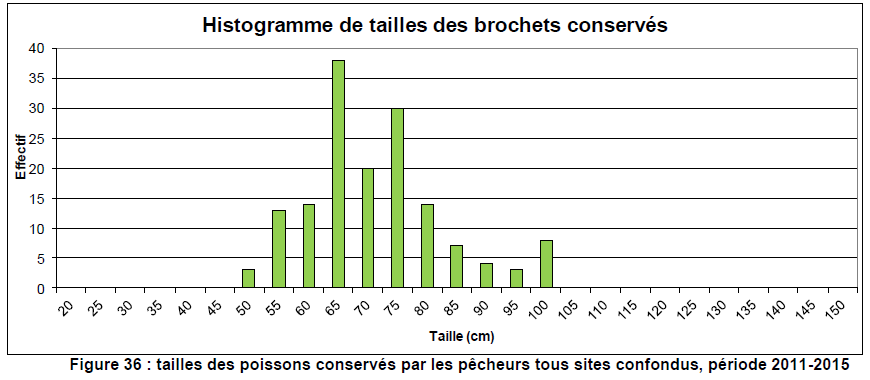 Histogramme de tailles des brochets conservés
40
35
30
25
20
15
10
5
0
Effectif
20 25 30 35 40 45 50 55 60 65 70 75 80 85 90 95 100 105 110 115 120 125 130 135 140 145 150
Taille (cm)
Figure 36 : tailles des poissons conservés par les pêcheurs tous sites confondus, période 2011-2015